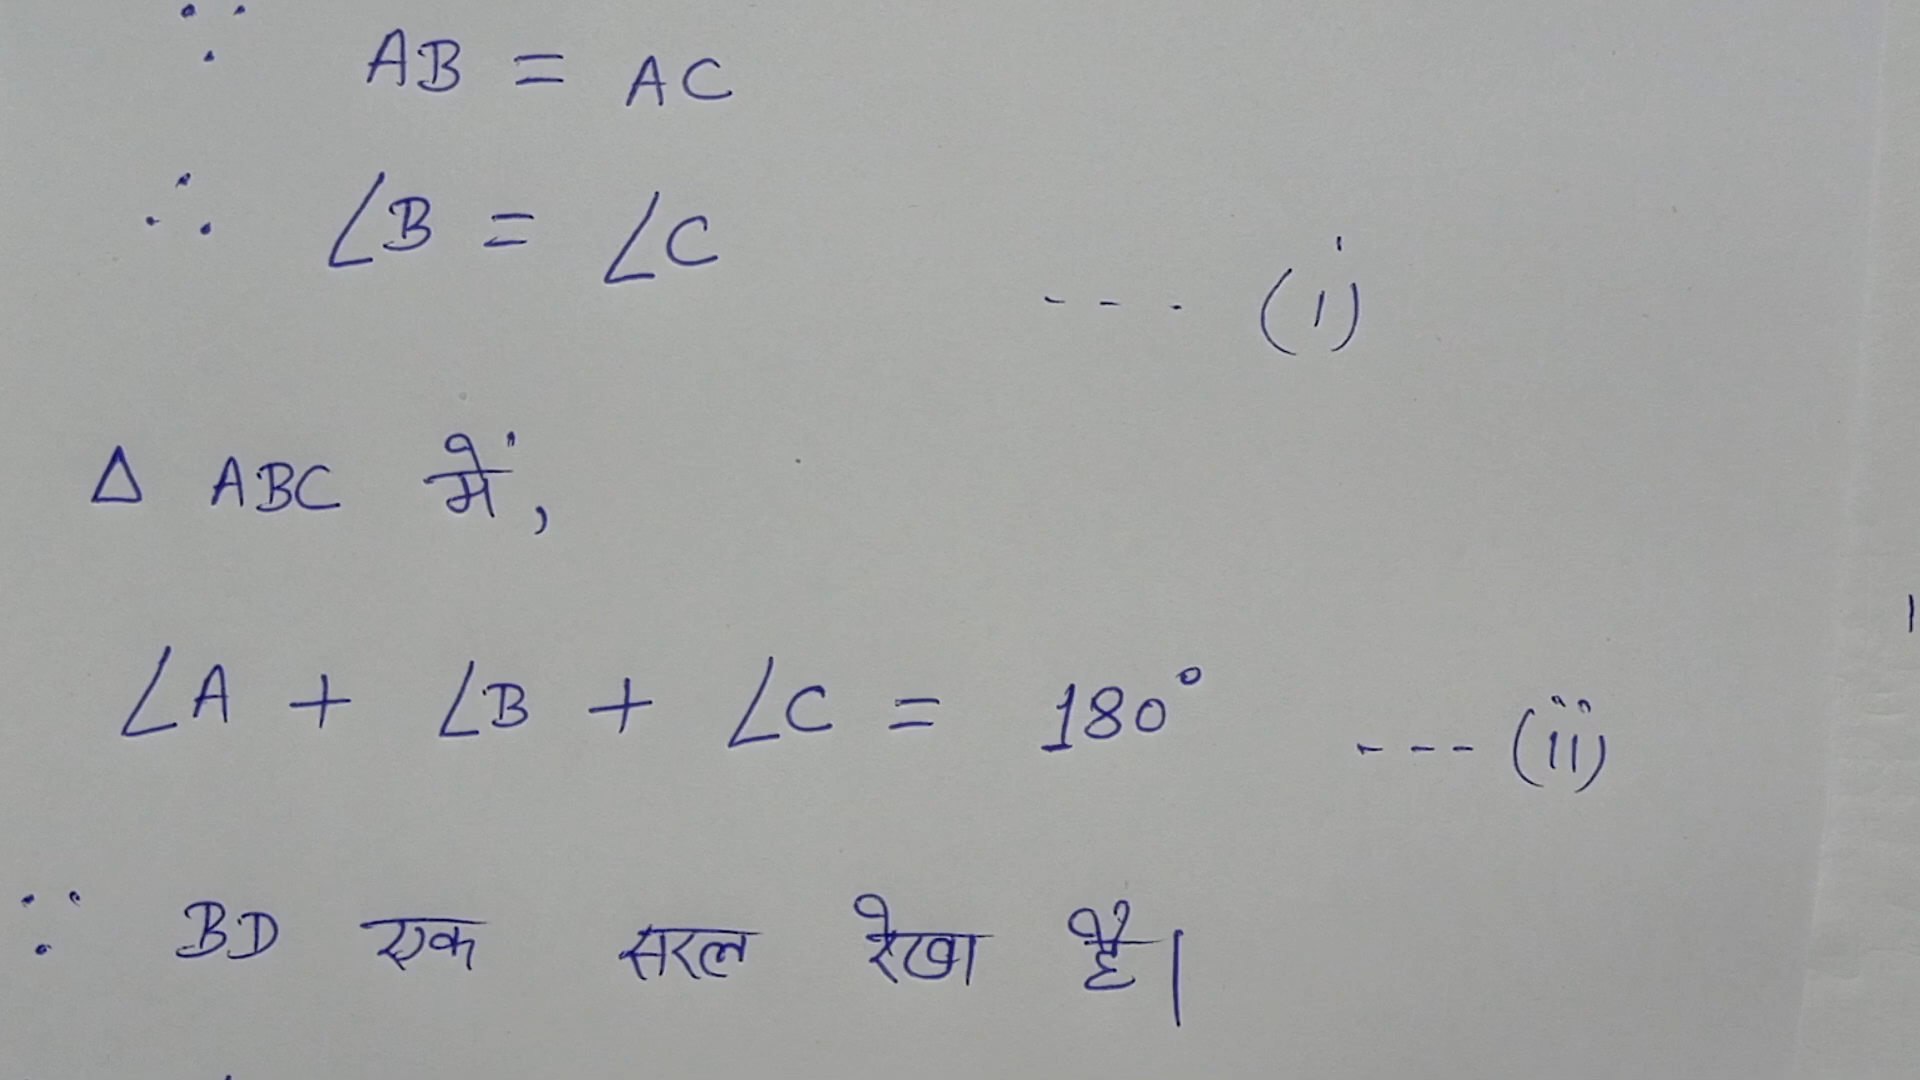 ∵ AB = AC
∴ ∠B = ∠C --- (i)
Δ ABC में,
∠A + ∠B + ∠C = 180° --- (ii)
∵ BD एक सरल रेखा है।